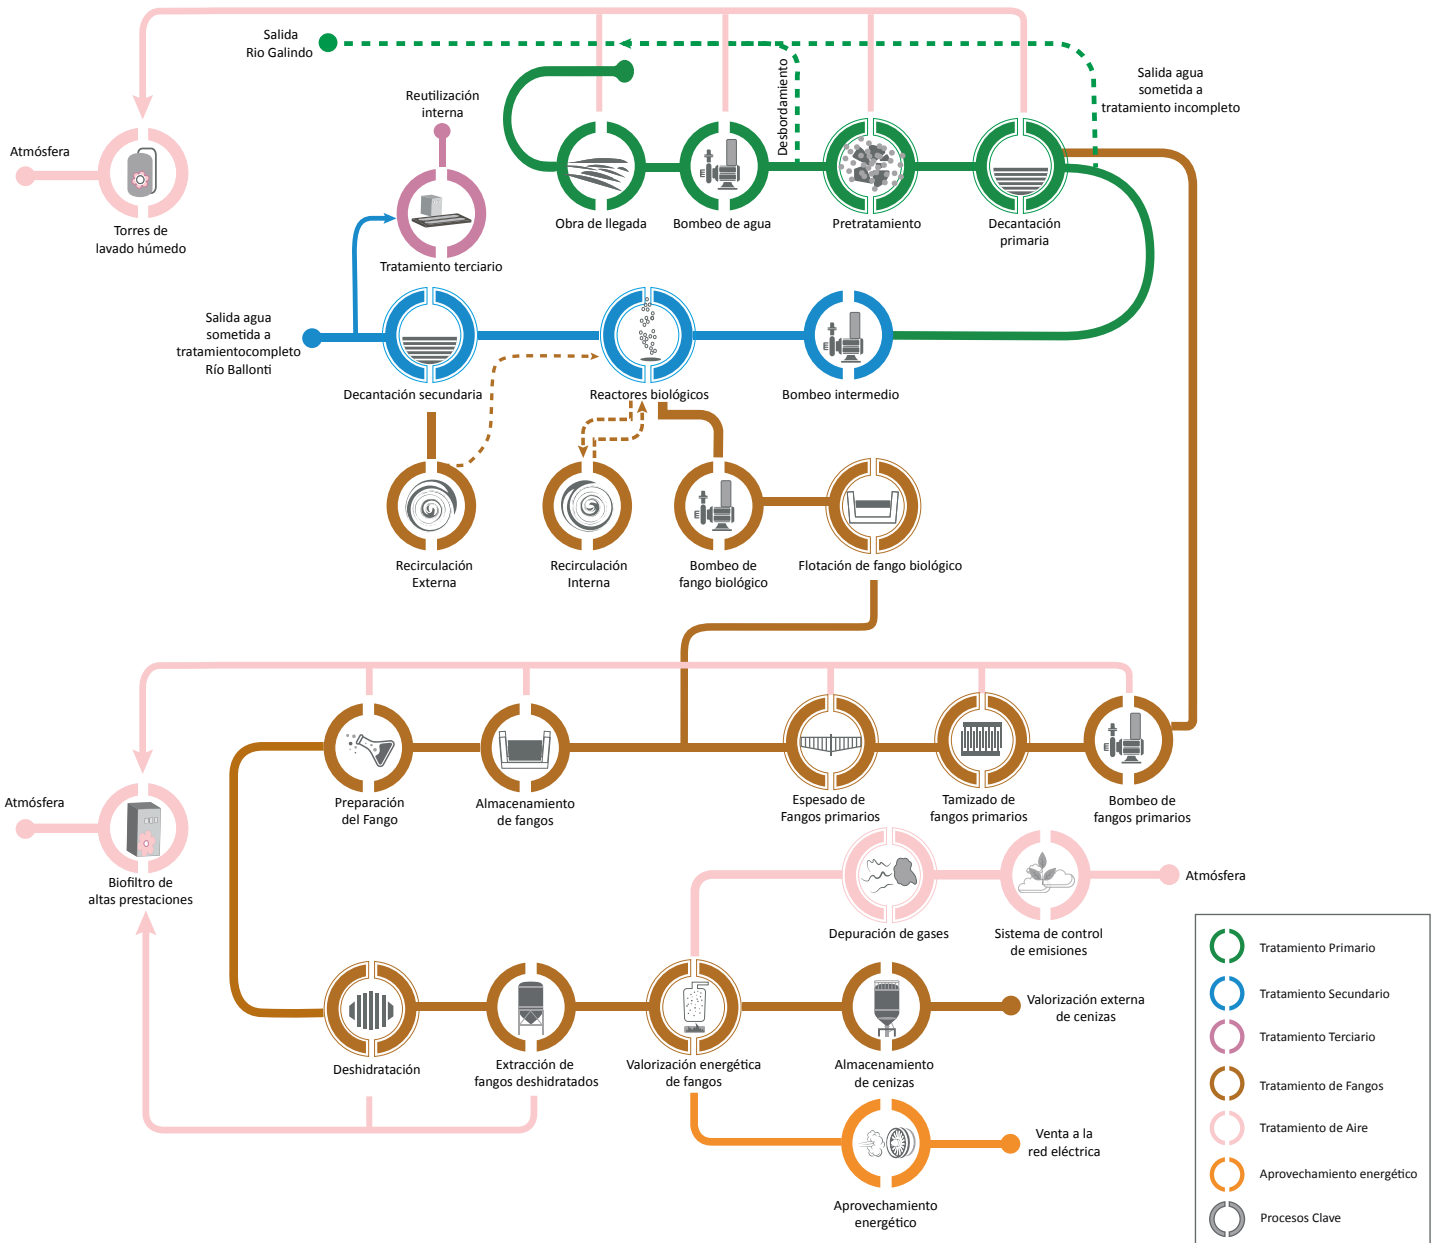 Salida
Rio Galindo
Desbordamiento
Salida agua
sometida a
tratamiento incompleto
Reutilización
interna
Atmósfera
Torres de
lavado húmedo
Obra de llegada
Bombeo de agua
Pretratamiento
Decantación
primaria
Tratamiento terciario
Salida agua
sometida a
tratamientocompleto
Río Ballonti
Decantación secundaria
Reactores biológicos
Bombeo intermedio
Recirculación
Externa
Recirculación
Interna
Bombeo de
fango biológico
Flotación de fango biológico
Atmósfera
Biofiltro de
altas prestaciones
Preparación
del Fango
Almacenamiento
de fangos
Espesado de
Fangos primarios
Tamizado de
fangos primarios
Bombeo de
fangos primarios
Depuración de gases
Sistema de control
de emisiones
Atmósfera
Deshidratación
Extracción de
fangos deshidratados
Valorización energética
de fangos
Almacenamiento
de cenizas
Valorización externa
de cenizas
Aprovechamiento
energético
Venta a la
red eléctrica
Tratamiento Primario
Tratamiento Secundario
Tratamiento Terciario
Tratamiento de Fangos
Tratamiento de Aire
Aprovechamiento energético
Procesos Clave